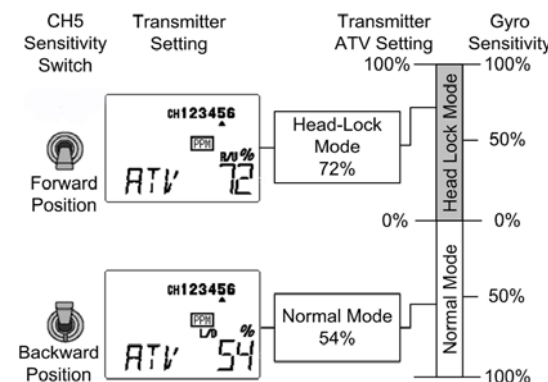 CH5
Sensitivity
Switch
Transmitter
Setting
Transmitter
ATV Setting
Gyro
Sensitivity
100%
100%
CH123456
PPM
R/U %
ATV 72
Forward
Position
Head-Lock
Mode
72%
Head Lock Mode
50%
0%
0%
CH123456
PPM
L/D %
ATV 54
Backward
Position
Normal Mode
54%
Normal Mode
50%
100%